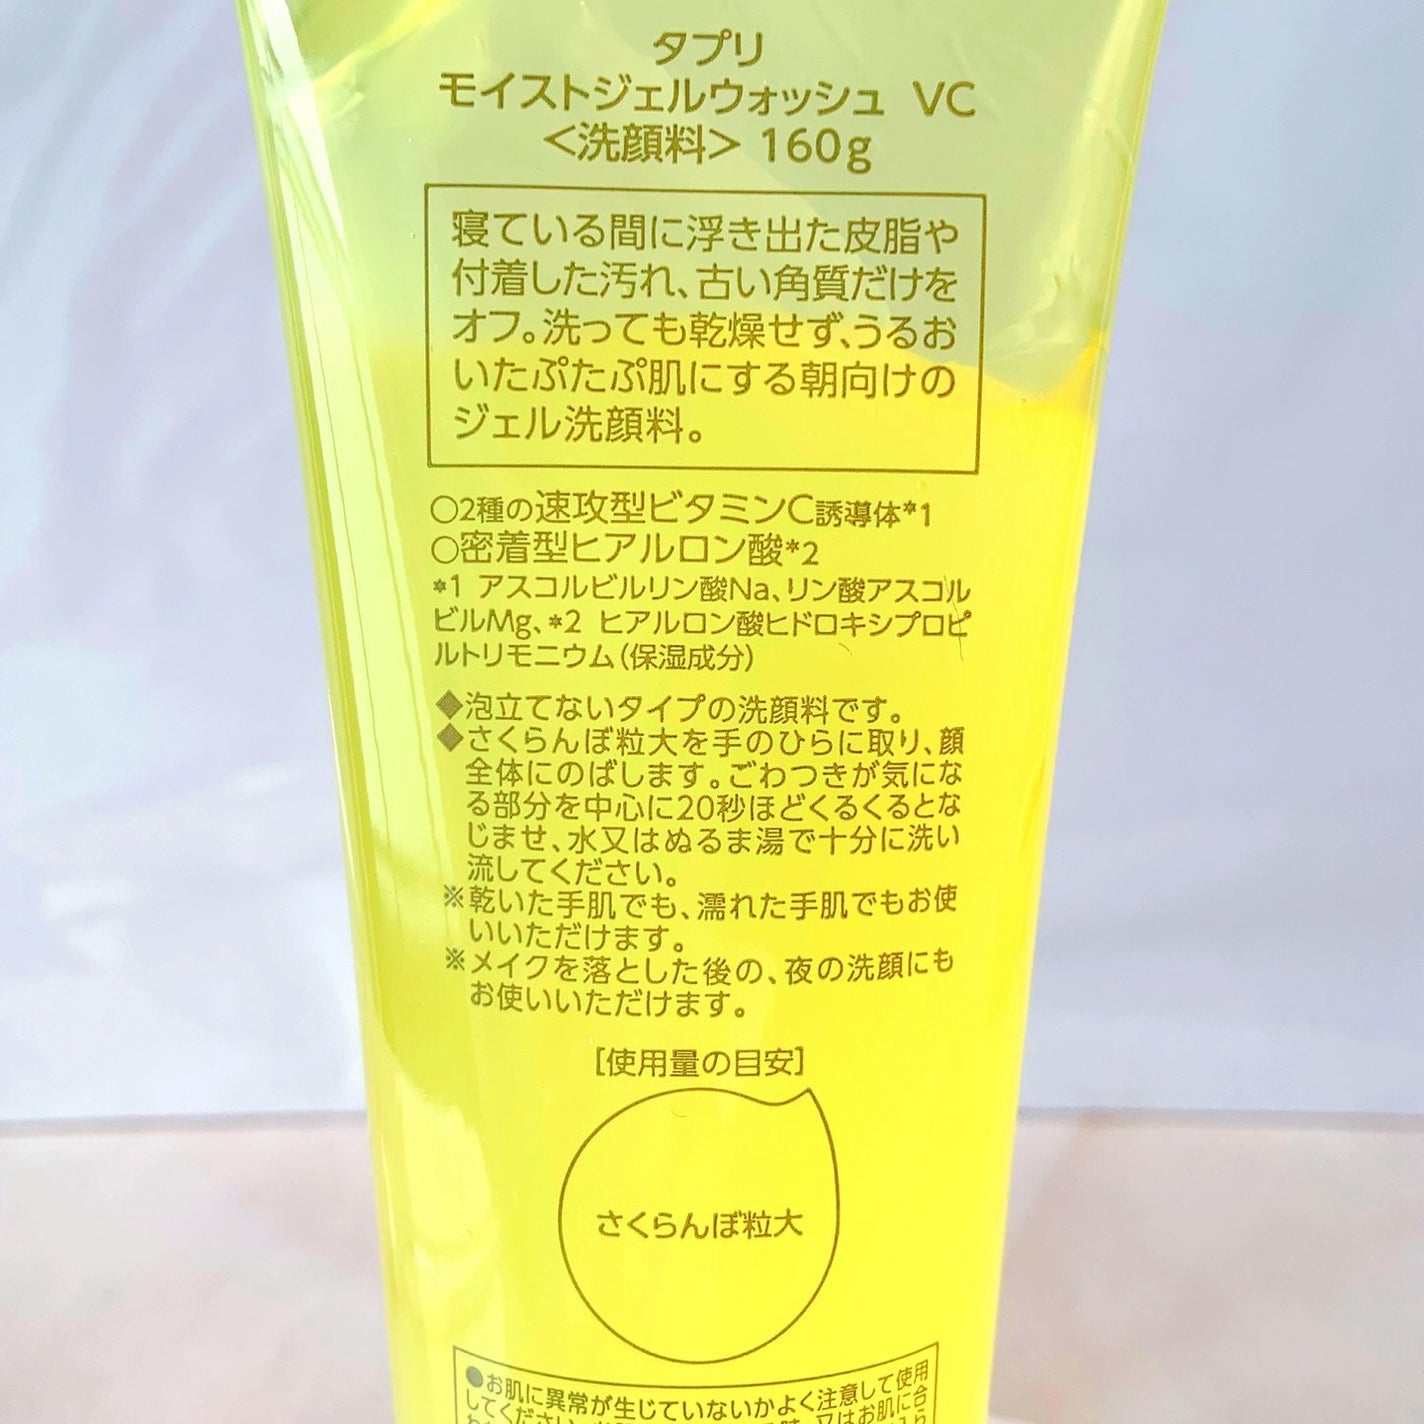 タプリ
モイストジェルウォッシュ VC
＜洗顔料＞ 160g
寝ている間に浮き出た皮脂や
付着した汚れ、古い角質だけを
オフ。洗っても乾燥せず、うるお
いたぷたぷ肌にする朝向けの
ジェル洗顔料。
○2種の速攻型ビタミンC誘導体*1
○密着型ヒアルロン酸*2
*1 アスコルビルリン酸Na、リン酸アスコル
ビルMg、*2 ヒアルロン酸ヒドロキシプロピ
ルトリモニウム(保湿成分)
◆泡立てないタイプの洗顔料です。
◆さくらんぼ粒大を手のひらに取り、顔
全体にのばします。ごわつきが気にな
る部分を中心に20秒ほどくるくるとな
じませ、水又はぬるま湯で十分に洗い
流してください。
※乾いた手肌でも、濡れた手肌でもお使
いいただけます。
※メイクを落とした後の、夜の洗顔にも
お使いいただけます。
[使用量の目安]
さくらんぼ粒大
●お肌に異常が生じていないかよく注意して使用
してください。又はお肌に合